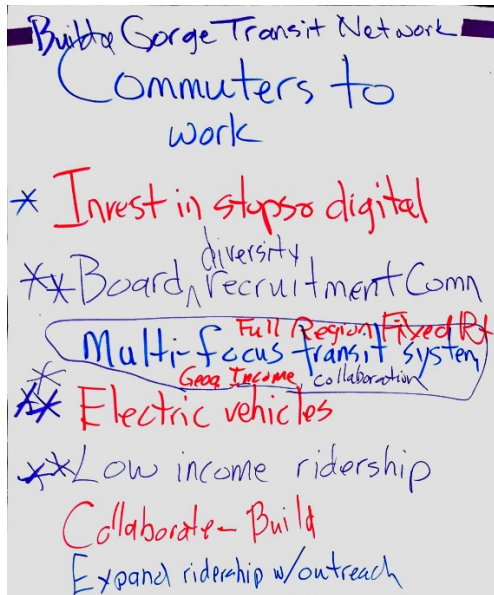 Build a Gorge Transit Network
Commuters to
work
* Invest in stops digital
diversity
** Board ^ recruitment Comm
Full Region Fixed Rt
Multi-focus transit system
Geog Income, collaboration
*** Electric vehicles
** Low income ridership
Collaborate - Build
Expand ridership w/outreach